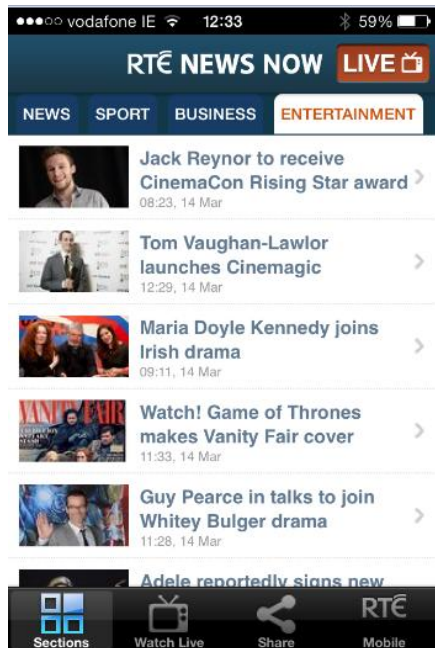 vodafone IE 12:33 59%
RTÉ NEWS NOW LIVE
NEWS SPORT BUSINESS ENTERTAINMENT
Jack Reynor to receive
CinemaCon Rising Star award
08:23, 14 Mar
Tom Vaughan-Lawlor
launches Cinemagic
12:29, 14 Mar
Maria Doyle Kennedy joins
Irish drama
09:11, 14 Mar
VANITY FAIR
Watch! Game of Thrones
makes Vanity Fair cover
11:33, 14 Mar
Guy Pearce in talks to join
Whitey Bulger drama
11:28, 14 Mar
Adele reportedly signs new
RTÉ
Sections Watch Live Share Mobile